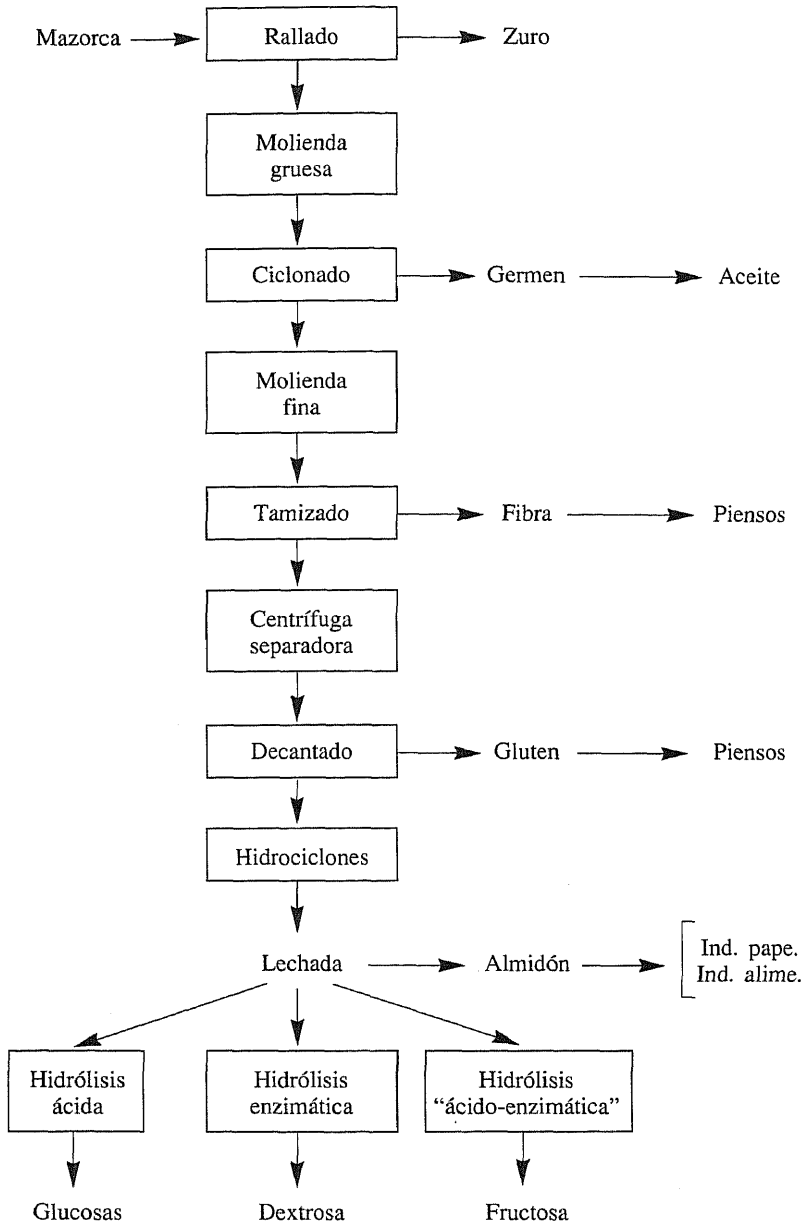 Mazorca
Rallado
Zuro
Molienda
gruesa
Ciclonado
Germen
Aceite
Molienda
fina
Tamizado
Fibra
Piensos
Centrífuga
separadora
Decantado
Gluten
Piensos
Hidrociclones
Lechada
Almidón
Ind. pape.
Ind. alime.
Hidrólisis
ácida
Hidrólisis
enzimática
Hidrólisis
“ácido-enzimática”
Glucosas
Dextrosa
Fructosa